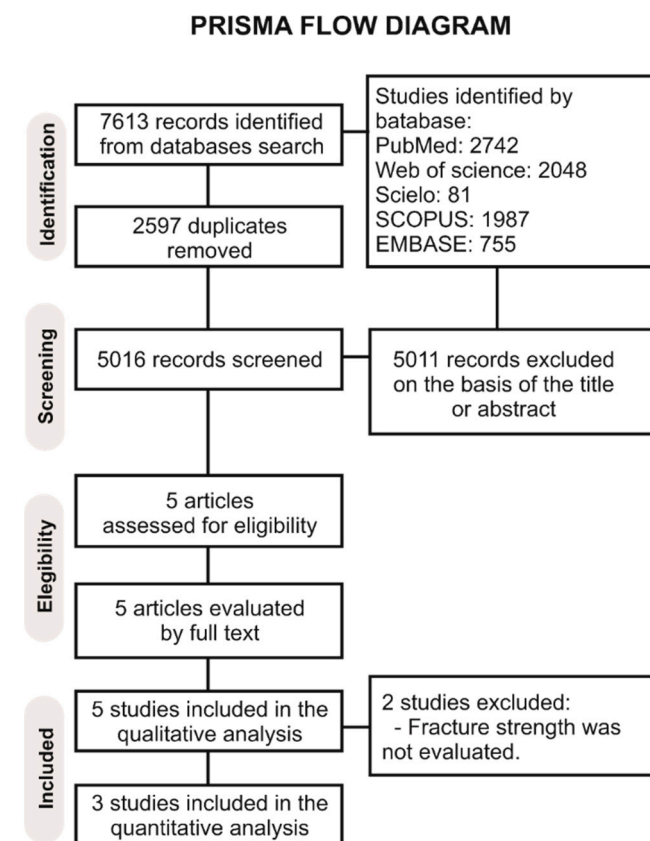 PRISMA FLOW DIAGRAM
Identification
7613 records identified
from databases search
Studies identified by
batabase:
PubMed: 2742
Web of science: 2048
Scielo: 81
SCOPUS: 1987
EMBASE: 755
2597 duplicates
removed
Screening
5016 records screened
5011 records excluded
on the basis of the title
or abstract
Elegibility
5 articles
assessed for eligibility
5 articles evaluated
by full text
Included
5 studies included in the
qualitative analysis
2 studies excluded:
- Fracture strength was
not evaluated.
3 studies included in the
quantitative analysis